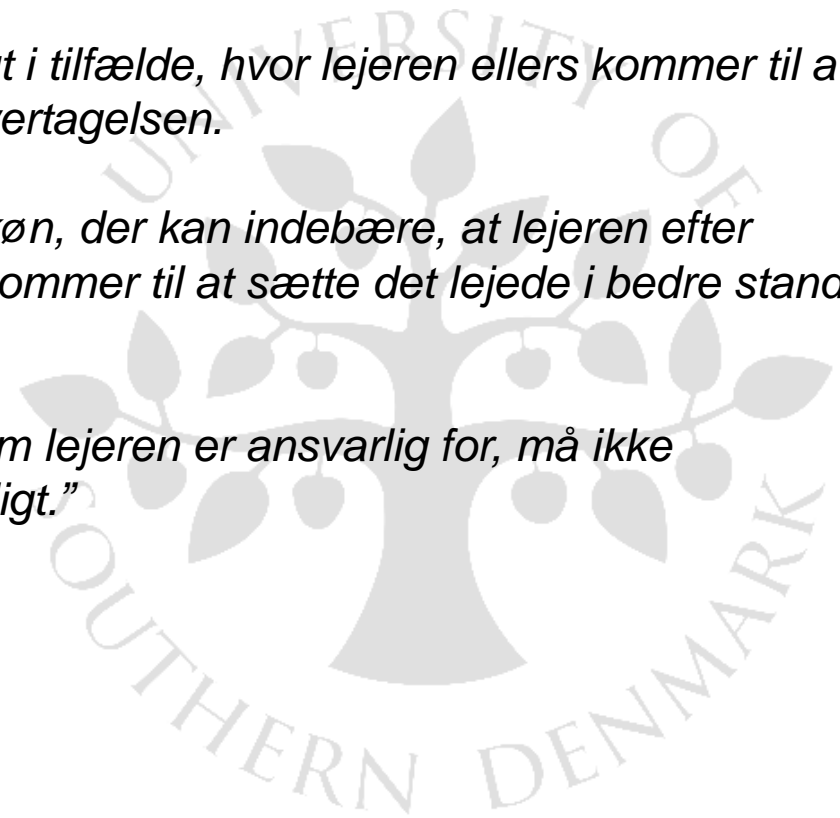 t i tilfælde, hvor lejeren ellers kommer til a
ertagelsen.
øn, der kan indebære, at lejeren efter
ommer til at sætte det lejede i bedre stand
m lejeren er ansvarlig for, må ikke
ligt.”
UNIVERSITY OF
SOUTHERN DENMARK